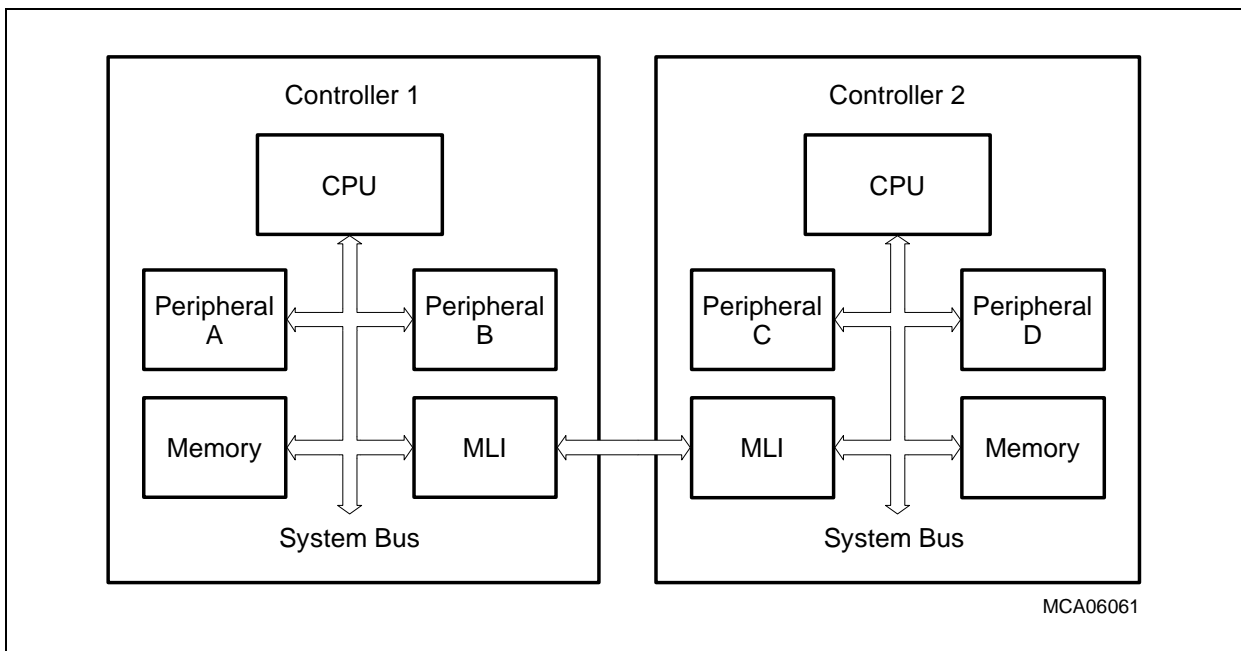 Controller 1
CPU
Peripheral
A
Peripheral
B
Memory
MLI
System Bus
Controller 2
CPU
Peripheral
C
Peripheral
D
MLI
Memory
System Bus
MCA06061